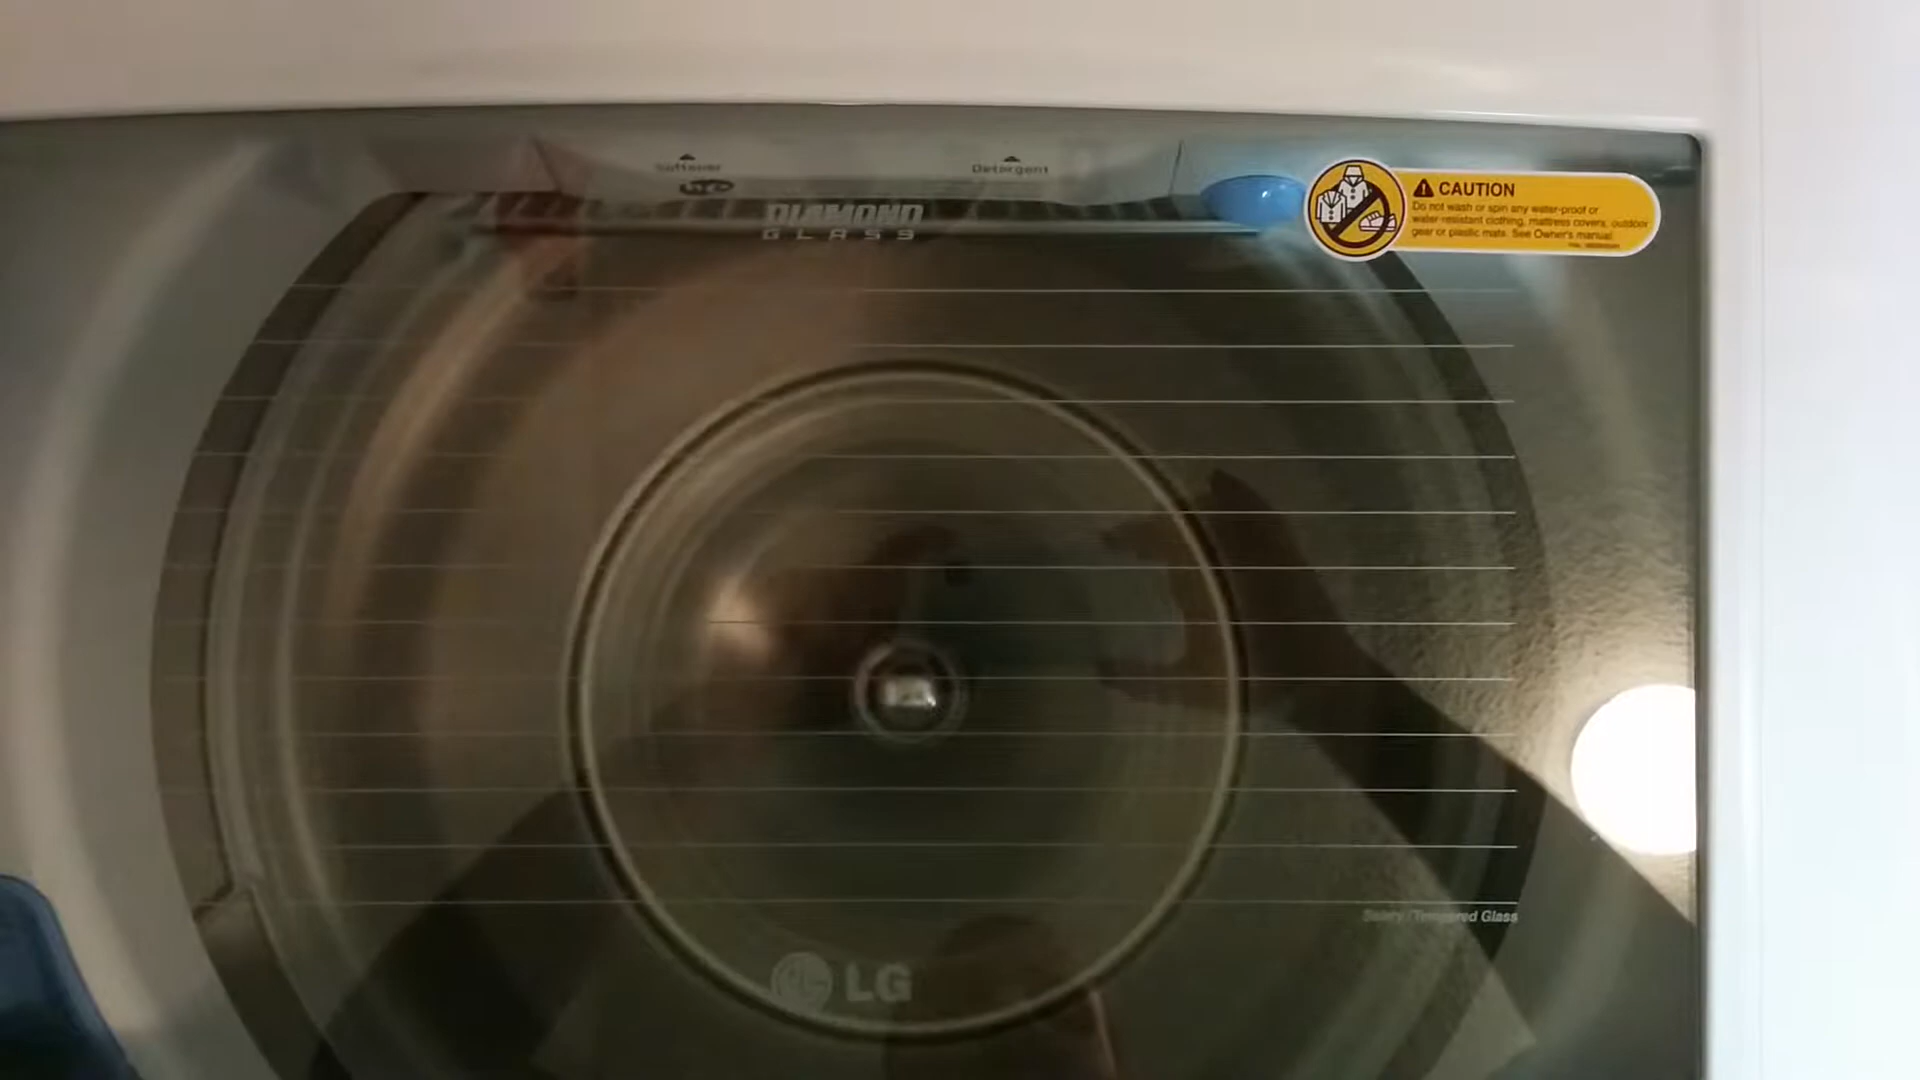 Softener
Detergent
DIAMOND
GLASS
CAUTION
Do not wash or spin any water-proof or
water-resistant clothing, mattress covers, outdoor
gear or plastic mats. See Owner's manual.
Safety/Tempered Glass
LG